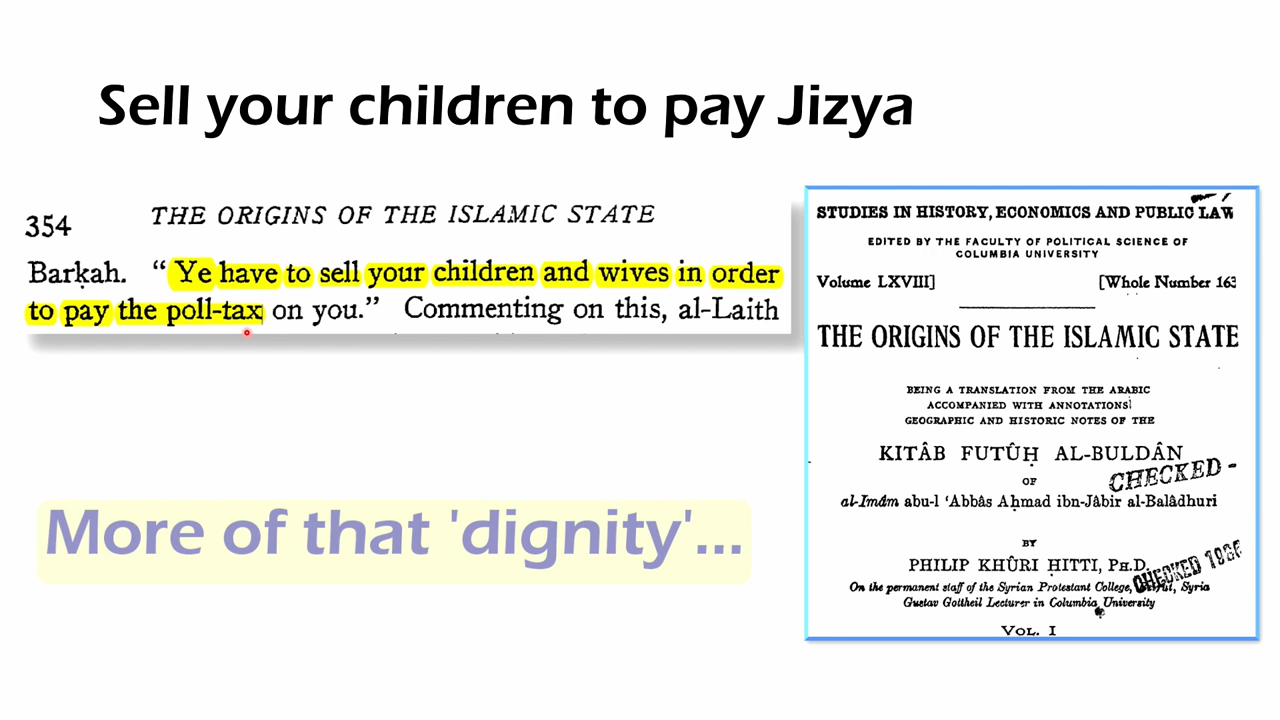 Sell your children to pay Jizya
354 THE ORIGINS OF THE ISLAMIC STATE
Barḳah. “Ye have to sell your children and wives in order
to pay the poll-tax on you.” Commenting on this, al-Laith
More of that 'dignity'...
STUDIES IN HISTORY, ECONOMICS AND PUBLIC LAW
EDITED BY THE FACULTY OF POLITICAL SCIENCE OF
COLUMBIA UNIVERSITY
Volume LXVIII] [Whole Number 163
THE ORIGINS OF THE ISLAMIC STATE
BEING A TRANSLATION FROM THE ARABIC
ACCOMPANIED WITH ANNOTATIONS
GEOGRAPHIC AND HISTORIC NOTES OF THE
KITÂB FUTÛḤ AL-BULDÂN
CHECKED -
OF
al-Imâm abu-l ‘Abbâs Aḥmad ibn-Jâbir al-Balâdhuri
BY
PHILIP KHÛRI ḤITTI, PH.D.
CHECKED
On the permanent staff of the Syrian Protestant College, Syria
Gustav Gottheil Lecturer in Columbia University
VOL. I